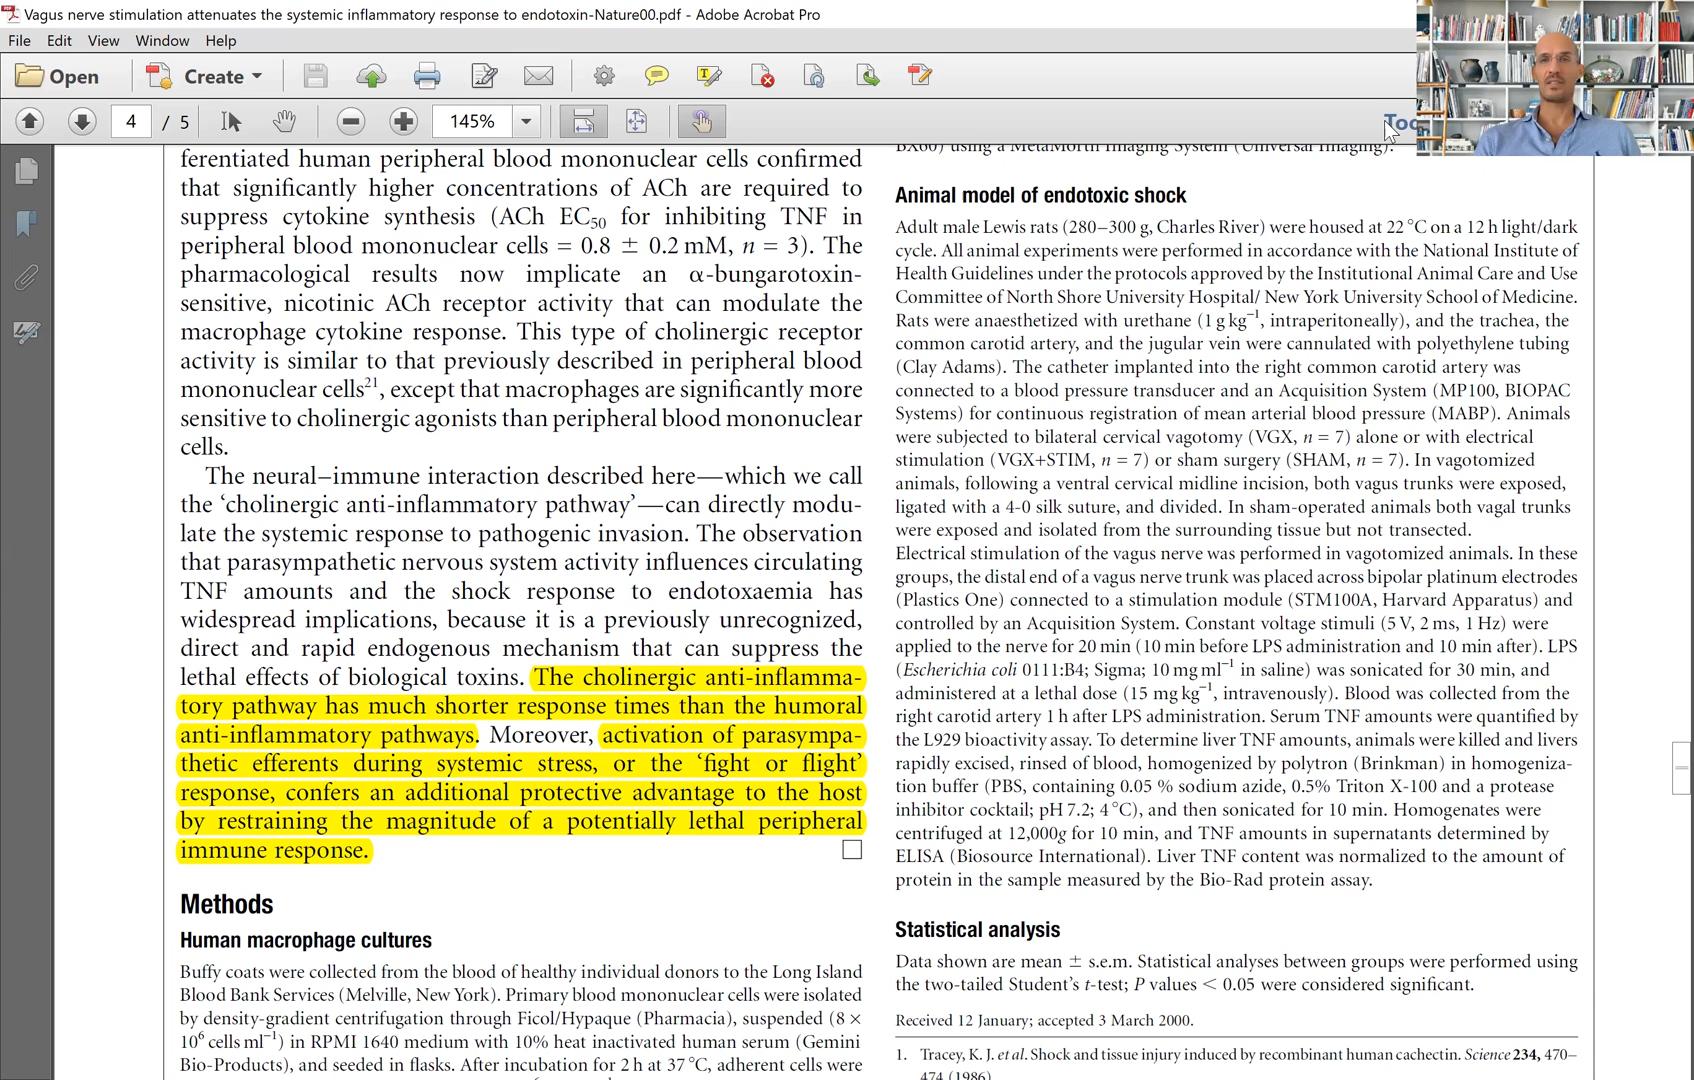 Vagus nerve stimulation attenuates the systemic inflammatory response to endotoxin-Nature00.pdf - Adobe Acrobat Pro
File Edit View Window Help
Open Create
4 / 5 145%
ferentiated human peripheral blood mononuclear cells confirmed
that significantly higher concentrations of ACh are required to
suppress cytokine synthesis (ACh EC50 for inhibiting TNF in
peripheral blood mononuclear cells = 0.8 ± 0.2 mM, n = 3). The
pharmacological results now implicate an α-bungarotoxin-
sensitive, nicotinic ACh receptor activity that can modulate the
macrophage cytokine response. This type of cholinergic receptor
activity is similar to that previously described in peripheral blood
mononuclear cells21, except that macrophages are significantly more
sensitive to cholinergic agonists than peripheral blood mononuclear
cells.
The neural–immune interaction described here—which we call
the ‘cholinergic anti-inflammatory pathway’—can directly modu-
late the systemic response to pathogenic invasion. The observation
that parasympathetic nervous system activity influences circulating
TNF amounts and the shock response to endotoxaemia has
widespread implications, because it is a previously unrecognized,
direct and rapid endogenous mechanism that can suppress the
lethal effects of biological toxins. The cholinergic anti-inflamma-
tory pathway has much shorter response times than the humoral
anti-inflammatory pathways. Moreover, activation of parasympa-
thetic efferents during systemic stress, or the ‘fight or flight’
response, confers an additional protective advantage to the host
by restraining the magnitude of a potentially lethal peripheral
immune response.
Methods
Human macrophage cultures
Buffy coats were collected from the blood of healthy individual donors to the Long Island
Blood Bank Services (Melville, New York). Primary blood mononuclear cells were isolated
by density-gradient centrifugation through Ficol/Hypaque (Pharmacia), suspended (8 ×
10⁶ cells ml⁻¹) in RPMI 1640 medium with 10% heat inactivated human serum (Gemini
Bio-Products), and seeded in flasks. After incubation for 2 h at 37 °C, adherent cells were
BX60) using a MetaMorth Imaging System (Universal Imaging).
Animal model of endotoxic shock
Adult male Lewis rats (280–300 g, Charles River) were housed at 22 °C on a 12 h light/dark
cycle. All animal experiments were performed in accordance with the National Institute of
Health Guidelines under the protocols approved by the Institutional Animal Care and Use
Committee of North Shore University Hospital/ New York University School of Medicine.
Rats were anaesthetized with urethane (1 g kg⁻¹, intraperitoneally), and the trachea, the
common carotid artery, and the jugular vein were cannulated with polyethylene tubing
(Clay Adams). The catheter implanted into the right common carotid artery was
connected to a blood pressure transducer and an Acquisition System (MP100, BIOPAC
Systems) for continuous registration of mean arterial blood pressure (MABP). Animals
were subjected to bilateral cervical vagotomy (VGX, n = 7) alone or with electrical
stimulation (VGX+STIM, n = 7) or sham surgery (SHAM, n = 7). In vagotomized
animals, following a ventral cervical midline incision, both vagus trunks were exposed,
ligated with a 4-0 silk suture, and divided. In sham-operated animals both vagal trunks
were exposed and isolated from the surrounding tissue but not transected.
Electrical stimulation of the vagus nerve was performed in vagotomized animals. In these
groups, the distal end of a vagus nerve trunk was placed across bipolar platinum electrodes
(Plastics One) connected to a stimulation module (STM100A, Harvard Apparatus) and
controlled by an Acquisition System. Constant voltage stimuli (5 V, 2 ms, 1 Hz) were
applied to the nerve for 20 min (10 min before LPS administration and 10 min after). LPS
(Escherichia coli 0111:B4; Sigma; 10 mg ml⁻¹ in saline) was sonicated for 30 min, and
administered at a lethal dose (15 mg kg⁻¹, intravenously). Blood was collected from the
right carotid artery 1 h after LPS administration. Serum TNF amounts were quantified by
the L929 bioactivity assay. To determine liver TNF amounts, animals were killed and livers
rapidly excised, rinsed of blood, homogenized by polytron (Brinkman) in homogeniza-
tion buffer (PBS, containing 0.05 % sodium azide, 0.5% Triton X-100 and a protease
inhibitor cocktail; pH 7.2; 4 °C), and then sonicated for 10 min. Homogenates were
centrifuged at 12,000g for 10 min, and TNF amounts in supernatants determined by
ELISA (Biosource International). Liver TNF content was normalized to the amount of
protein in the sample measured by the Bio-Rad protein assay.
Statistical analysis
Data shown are mean ± s.e.m. Statistical analyses between groups were performed using
the two-tailed Student's t-test; P values < 0.05 were considered significant.
Received 12 January; accepted 3 March 2000.
1. Tracey, K. J. et al. Shock and tissue injury induced by recombinant human cachectin. Science 234, 470–
474 (1986).